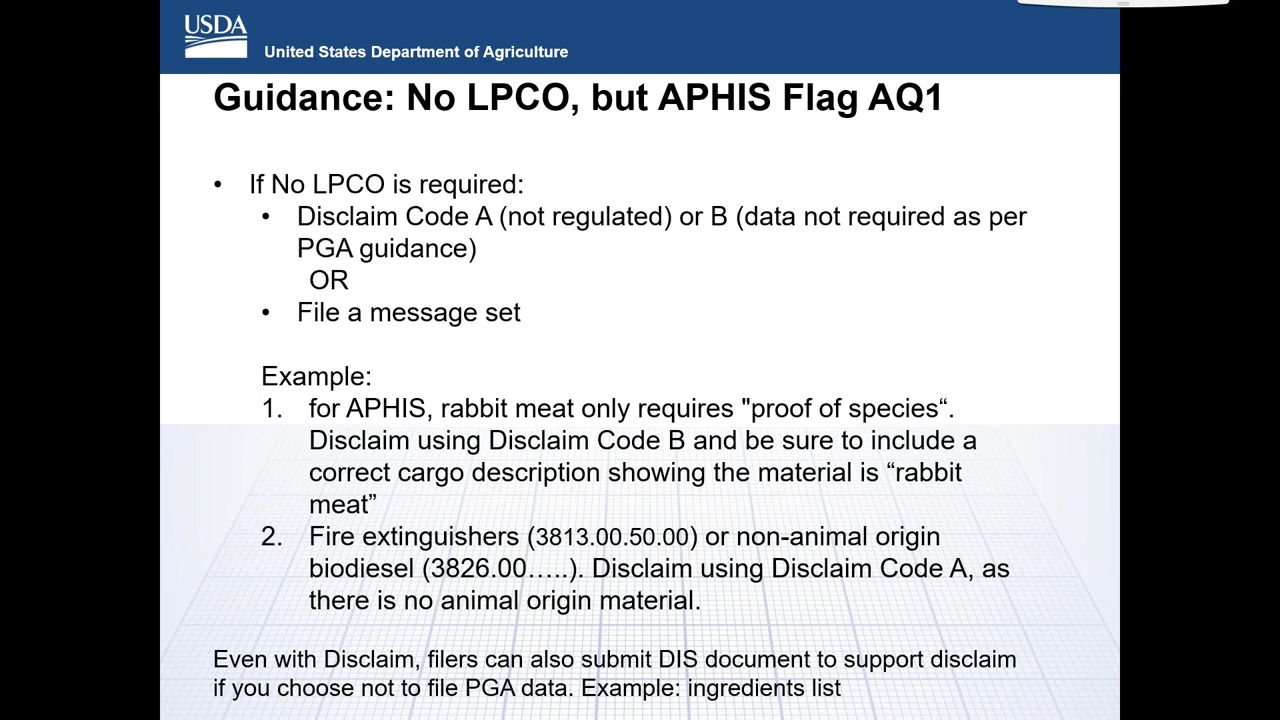 USDA
United States Department of Agriculture
Guidance: No LPCO, but APHIS Flag AQ1
• If No LPCO is required:
• Disclaim Code A (not regulated) or B (data not required as per
PGA guidance)
OR
• File a message set
Example:
1. for APHIS, rabbit meat only requires "proof of species“.
Disclaim using Disclaim Code B and be sure to include a
correct cargo description showing the material is “rabbit
meat”
2. Fire extinguishers (3813.00.50.00) or non-animal origin
biodiesel (3826.00…..). Disclaim using Disclaim Code A, as
there is no animal origin material.
Even with Disclaim, filers can also submit DIS document to support disclaim
if you choose not to file PGA data. Example: ingredients list